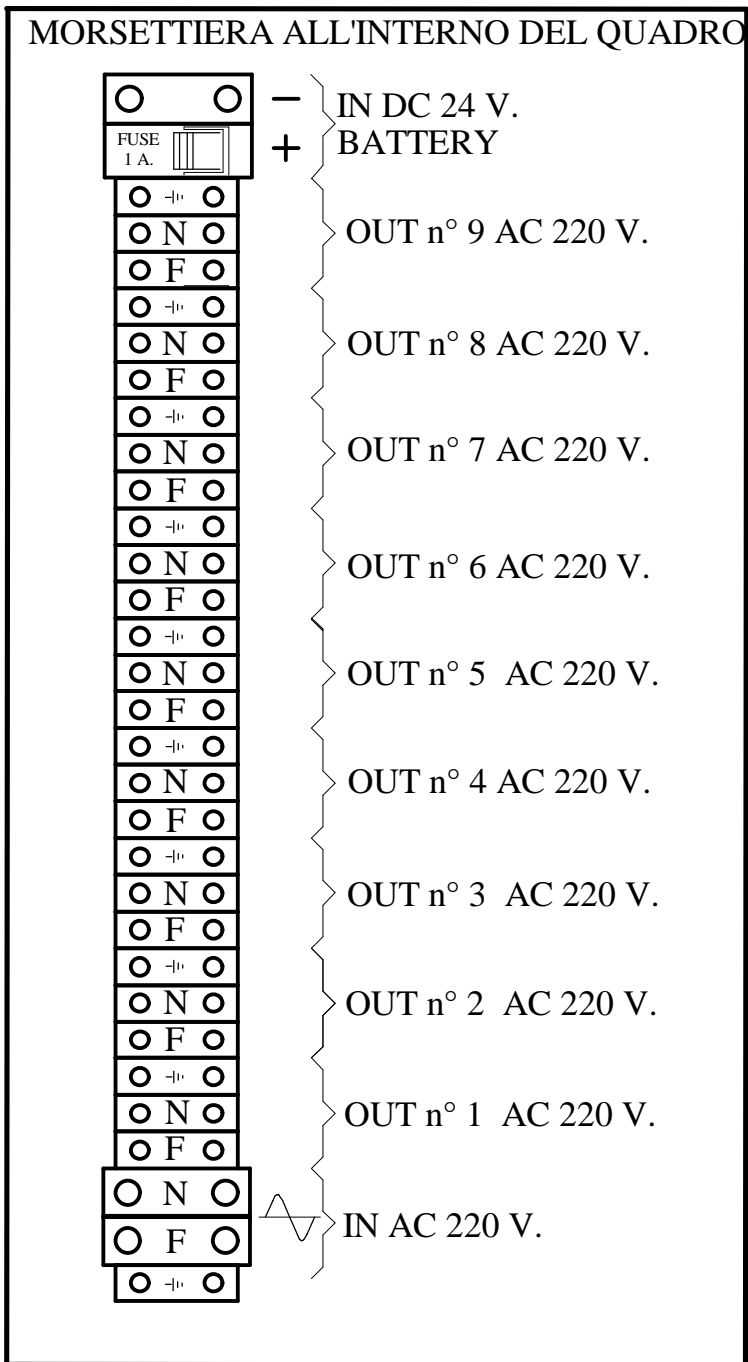 MORSETTIERA ALL'INTERNO DEL QUADRO
− IN DC 24 V.
FUSE
1 A.
+ BATTERY
N OUT n° 9 AC 220 V.
F
N OUT n° 8 AC 220 V.
F
N OUT n° 7 AC 220 V.
F
N OUT n° 6 AC 220 V.
F
N OUT n° 5 AC 220 V.
F
N OUT n° 4 AC 220 V.
F
N OUT n° 3 AC 220 V.
F
N OUT n° 2 AC 220 V.
F
N OUT n° 1 AC 220 V.
F
N
IN AC 220 V.
F